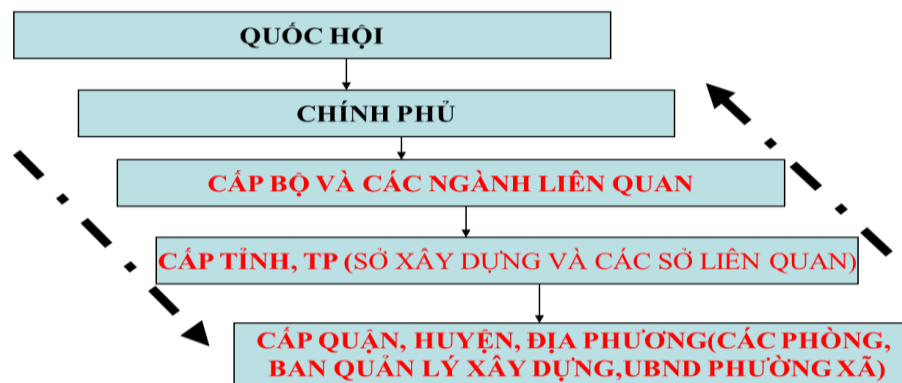 QUỐC HỘI
CHÍNH PHỦ
CẤP BỘ VÀ CÁC NGÀNH LIÊN QUAN
CẤP TỈNH, TP (SỞ XÂY DỰNG VÀ CÁC SỞ LIÊN QUAN)
CẤP QUẬN, HUYỆN, ĐỊA PHƯƠNG(CÁC PHÒNG,
BAN QUẢN LÝ XÂY DỰNG,UBND PHƯỜNG XÃ)